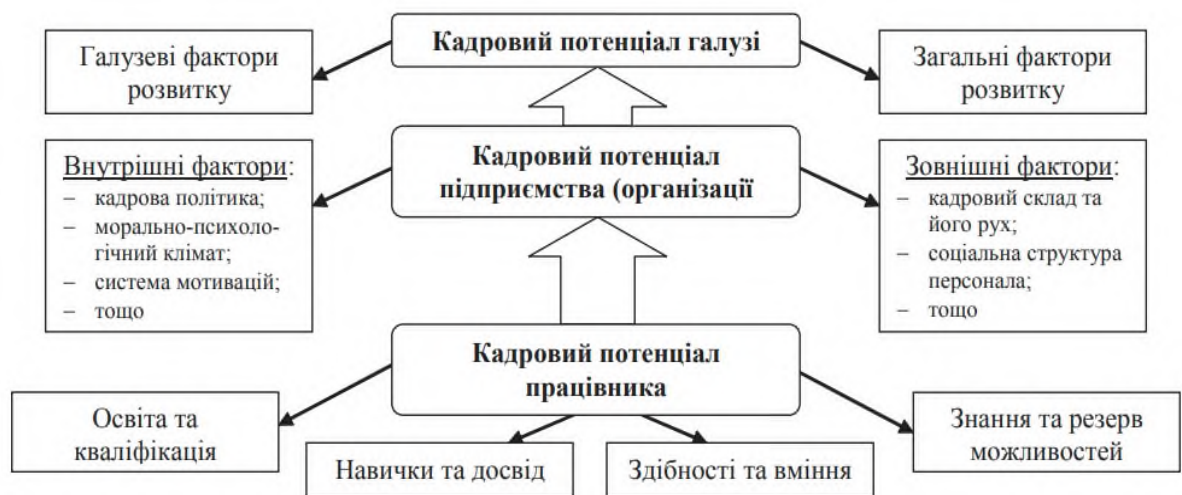 Кадровий потенціал галузі
Галузеві фактори
розвитку
Загальні фактори
розвитку
Кадровий потенціал
підприємства (організації
Внутрішні фактори:
– кадрова політика;
– морально-психоло-
гічний клімат;
– система мотивацій;
– тощо
Зовнішні фактори:
– кадровий склад та
його рух;
– соціальна структура
персонала;
– тощо
Кадровий потенціал
працівника
Освіта та
кваліфікація
Навички та досвід
Здібності та вміння
Знання та резерв
можливостей